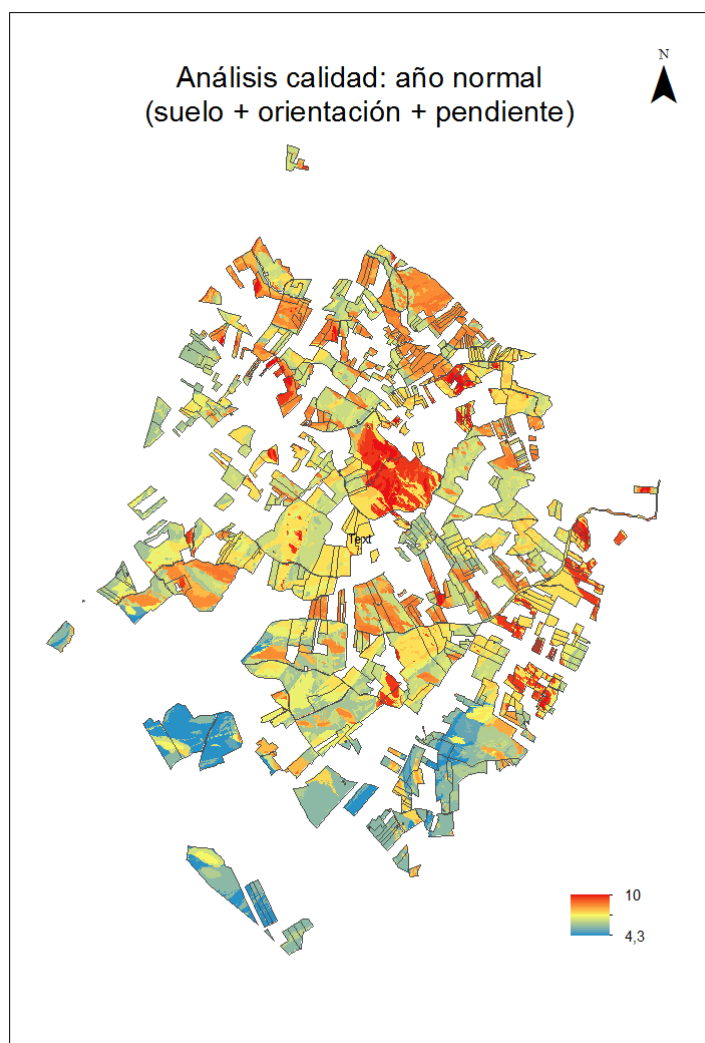 N
Análisis calidad: año normal
(suelo + orientación + pendiente)
Text
10
4,3